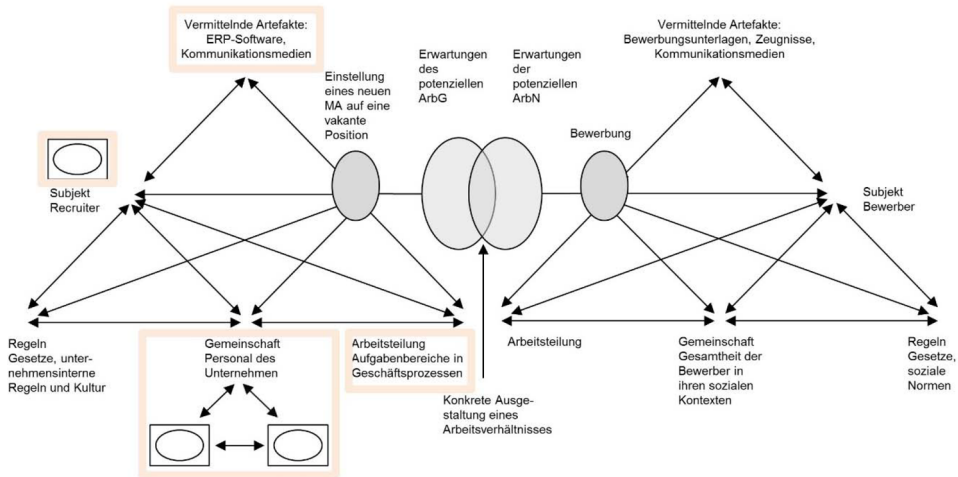 Vermittelnde Artefakte:
ERP-Software,
Kommunikationsmedien
Einstellung
eines neuen
MA auf eine
vakante
Position
Erwartungen
des
potenziellen
ArbG
Erwartungen
der
potenziellen
ArbN
Vermittelnde Artefakte:
Bewerbungsunterlagen, Zeugnisse,
Kommunikationsmedien
Bewerbung
Subjekt
Recruiter
Subjekt
Bewerber
Regeln
Gesetze, unter-
nehmensinterne
Regeln und Kultur
Gemeinschaft
Personal des
Unternehmen
Arbeitsteilung
Aufgabenbereiche in
Geschäftsprozessen
Konkrete Ausge-
staltung eines
Arbeitsverhältnisses
Arbeitsteilung
Gemeinschaft
Gesamtheit der
Bewerber in
ihren sozialen
Kontexten
Regeln
Gesetze,
soziale
Normen